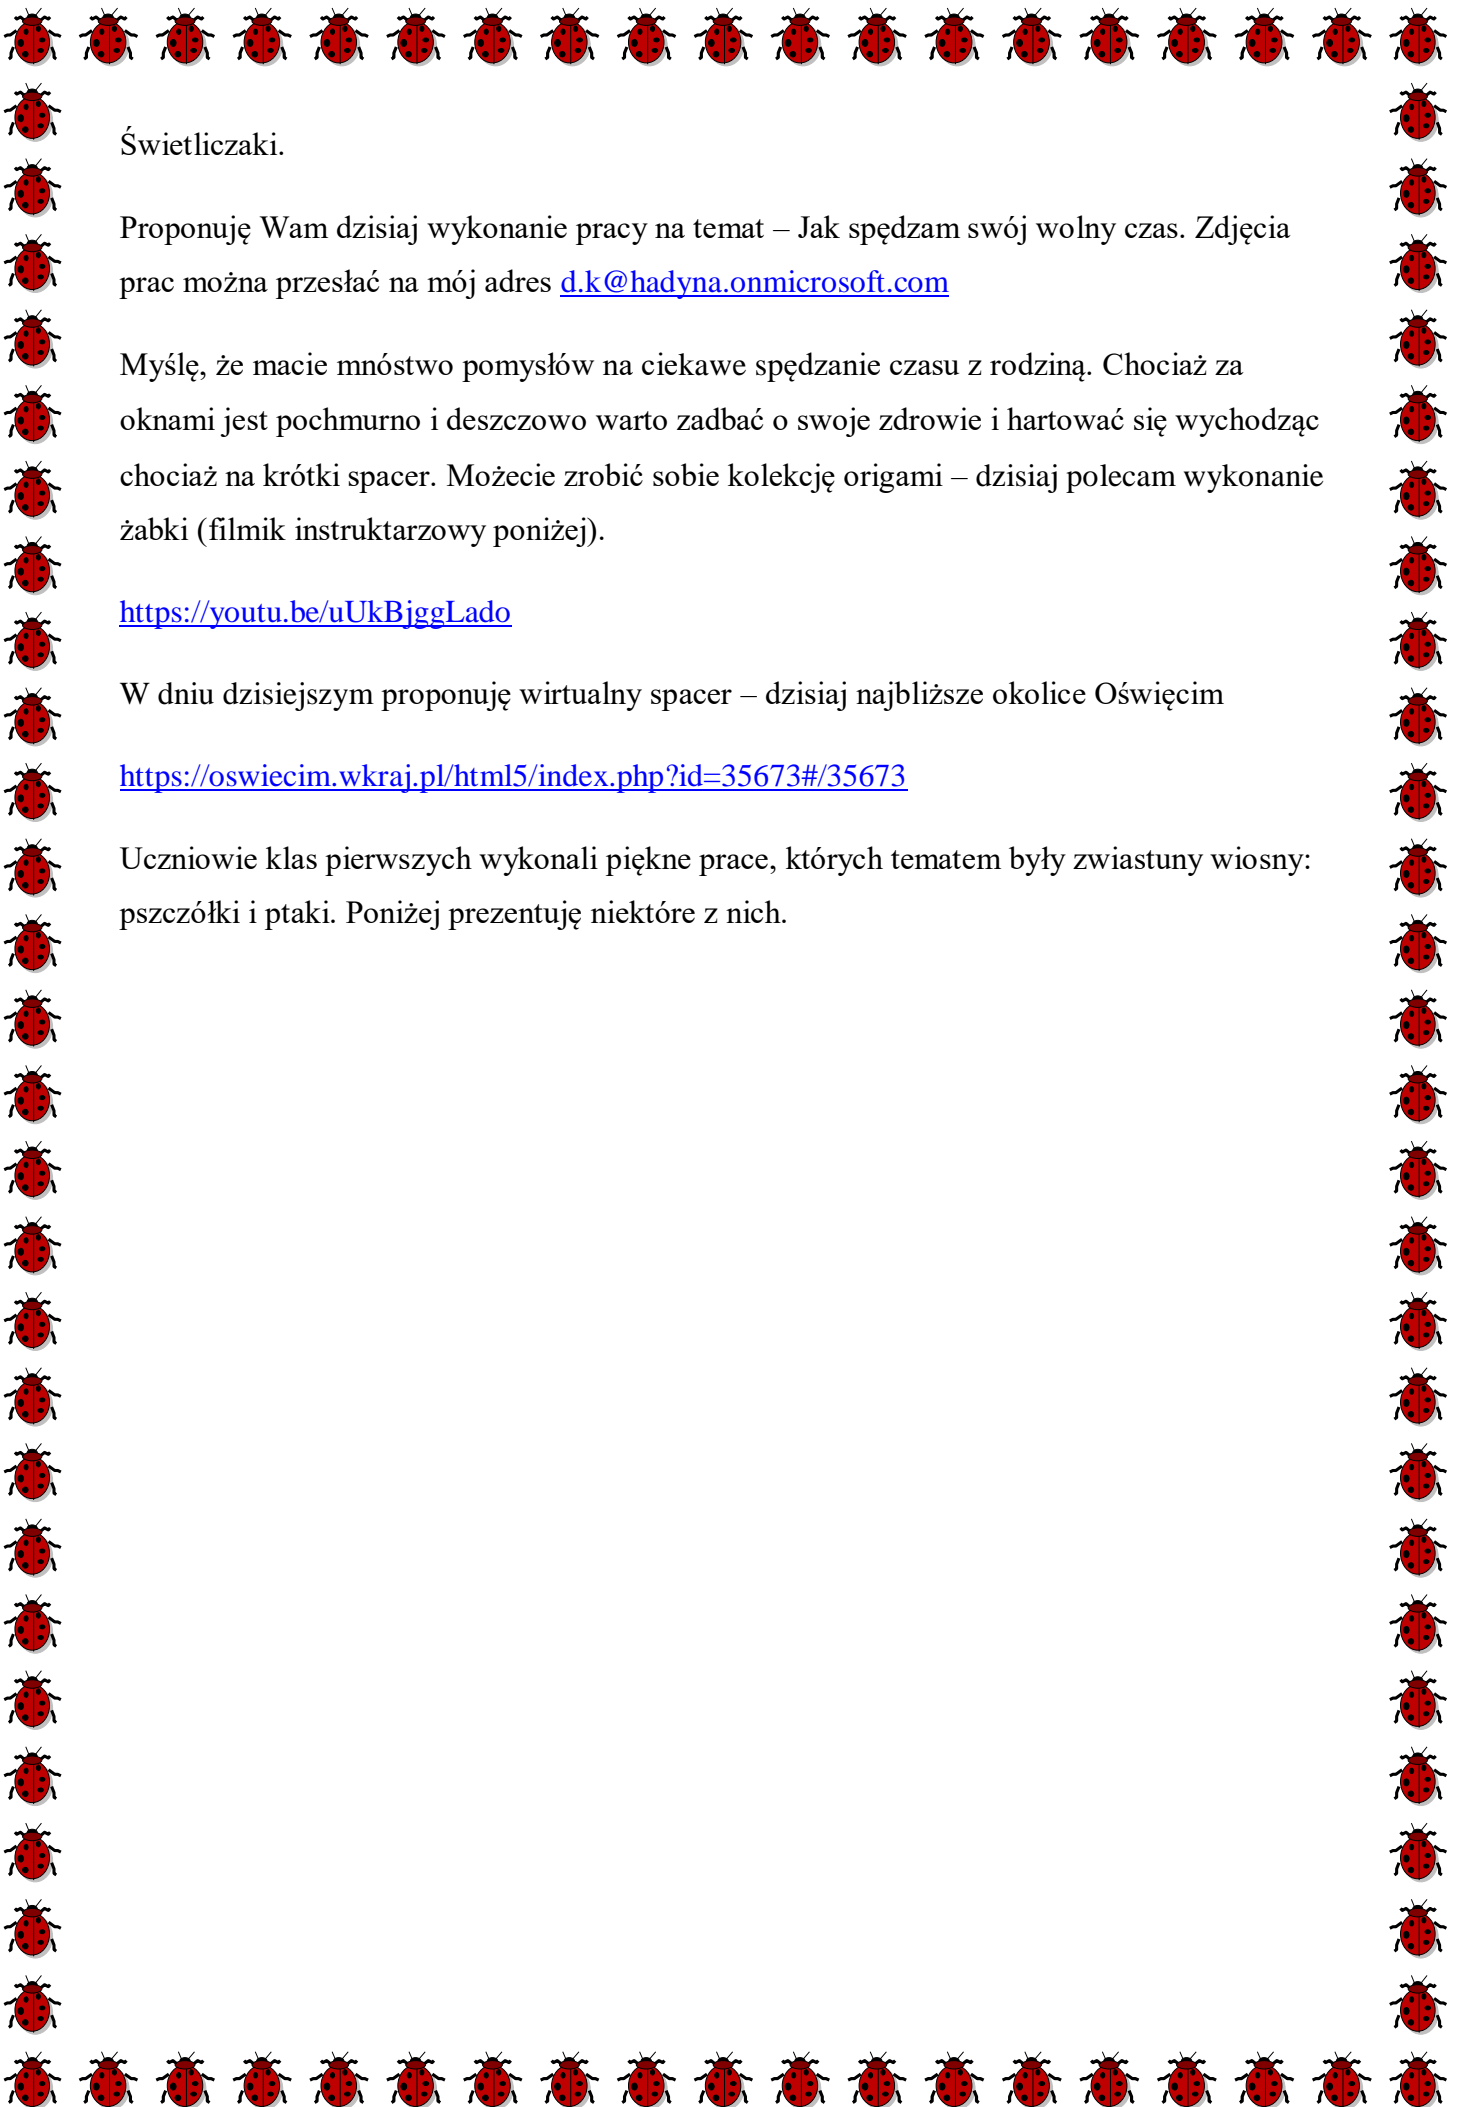 Świetliczaki.
Proponuję Wam dzisiaj wykonanie pracy na temat – Jak spędzam swój wolny czas. Zdjęcia
prac można przesłać na mój adres d.k@hadyna.onmicrosoft.com
Myślę, że macie mnóstwo pomysłów na ciekawe spędzanie czasu z rodziną. Chociaż za
oknami jest pochmurno i deszczowo warto zadbać o swoje zdrowie i hartować się wychodząc
chociaż na krótki spacer. Możecie zrobić sobie kolekcję origami – dzisiaj polecam wykonanie
żabki (filmik instruktarzowy poniżej).
https://youtu.be/uUkBjggLado
W dniu dzisiejszym proponuję wirtualny spacer – dzisiaj najbliższe okolice Oświęcim
https://oswiecim.wkraj.pl/html5/index.php?id=35673#/35673
Uczniowie klas pierwszych wykonali piękne prace, których tematem były zwiastuny wiosny:
pszczółki i ptaki. Poniżej prezentuję niektóre z nich.